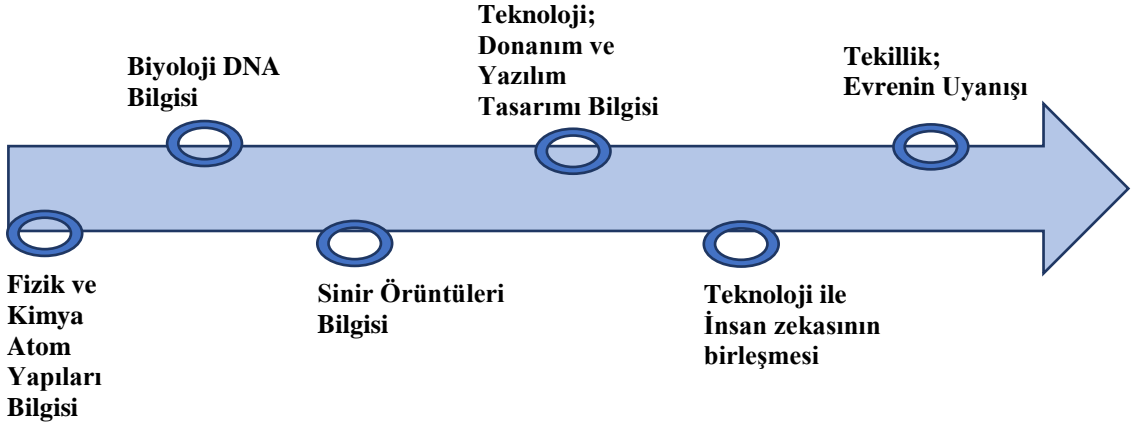 Fizik ve
Kimya
Atom
Yapıları
Bilgisi
Biyoloji DNA
Bilgisi
Sinir Örüntüleri
Bilgisi
Teknoloji;
Donanım ve
Yazılım
Tasarımı Bilgisi
Teknoloji ile
İnsan zekasının
birleşmesi
Tekillik;
Evrenin Uyanışı